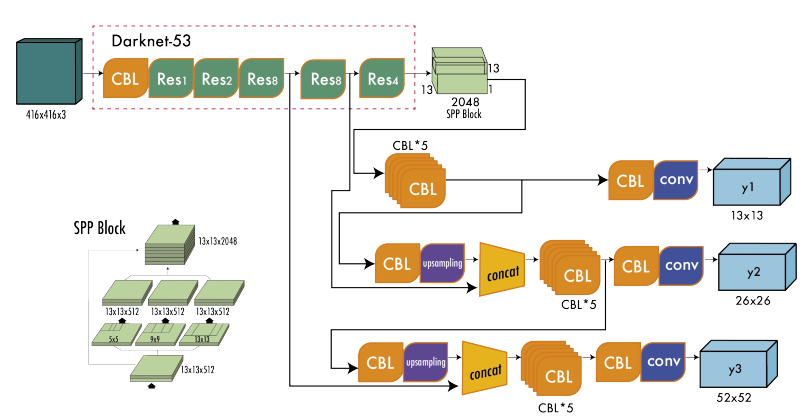 Darknet-53
CBL
Res1
Res2
Res8
Res8
Res4
416x416x3
13
13
1
2048
SPP Block
CBL*5
CBL
CBL
conv
y1
13x13
SPP Block
13x13x2048
13x13x512
13x13x512
13x13x512
5x5
9x9
13x13
13x13x512
CBL
upsampling
concat
CBL
CBL*5
CBL
conv
y2
26x26
CBL
upsampling
concat
CBL
CBL*5
CBL
conv
y3
52x52